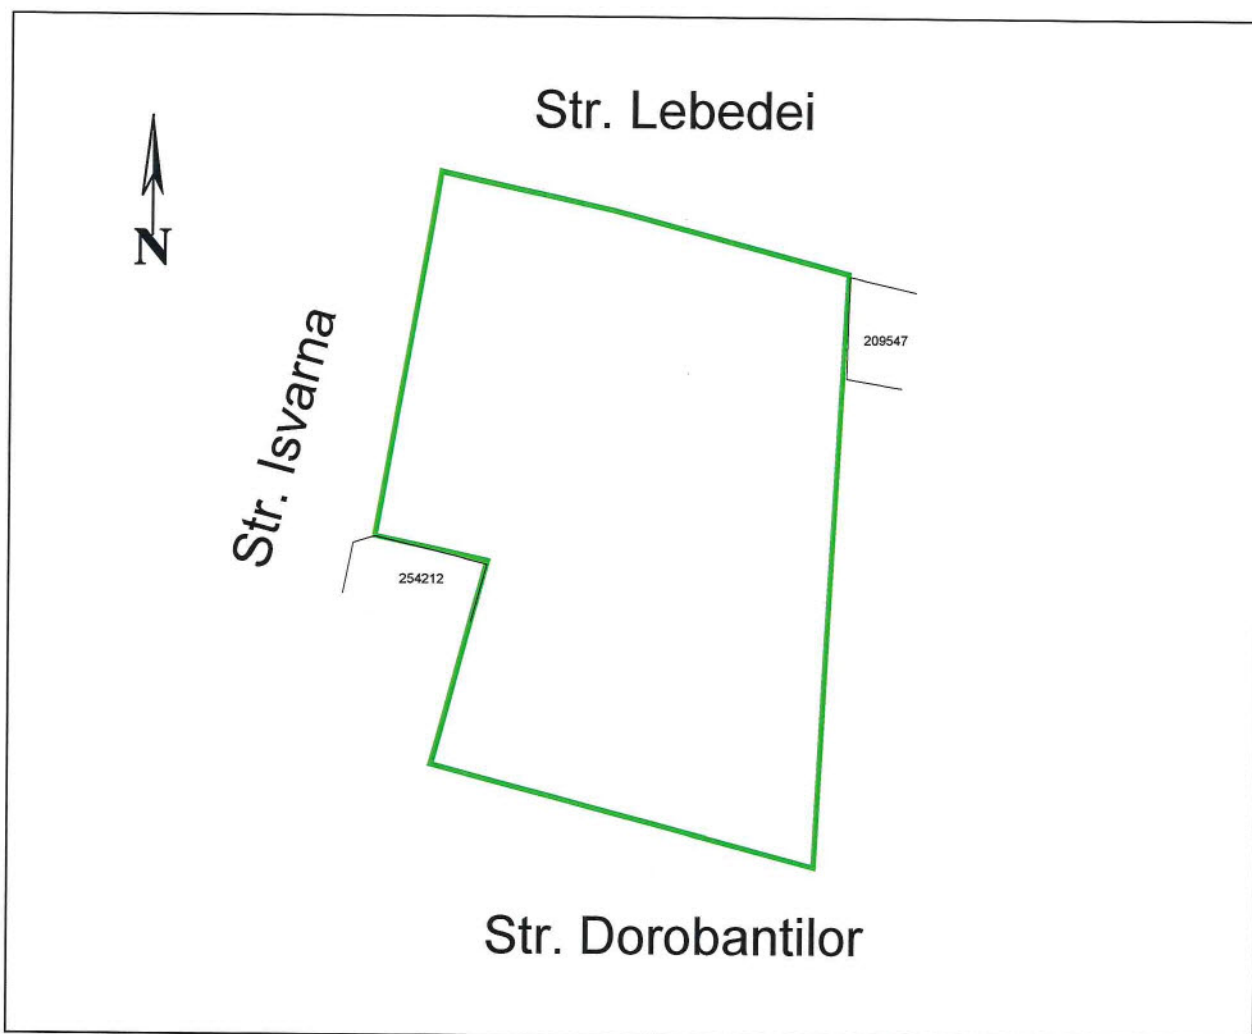 Str. Lebedei
N
209547
Str. Isvarna
254212
Str. Dorobantilor